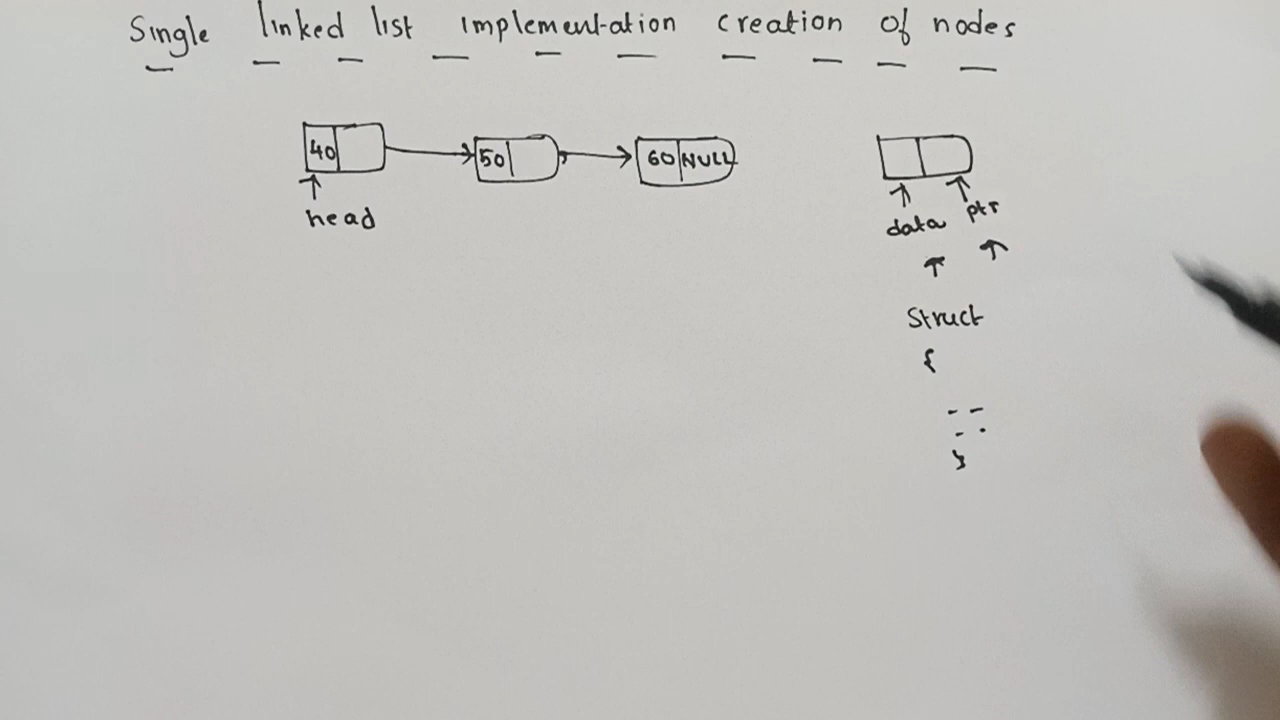 Single linked list implementation creation of nodes
40 50 60 NULL
head
data ptr
Struct
{
}